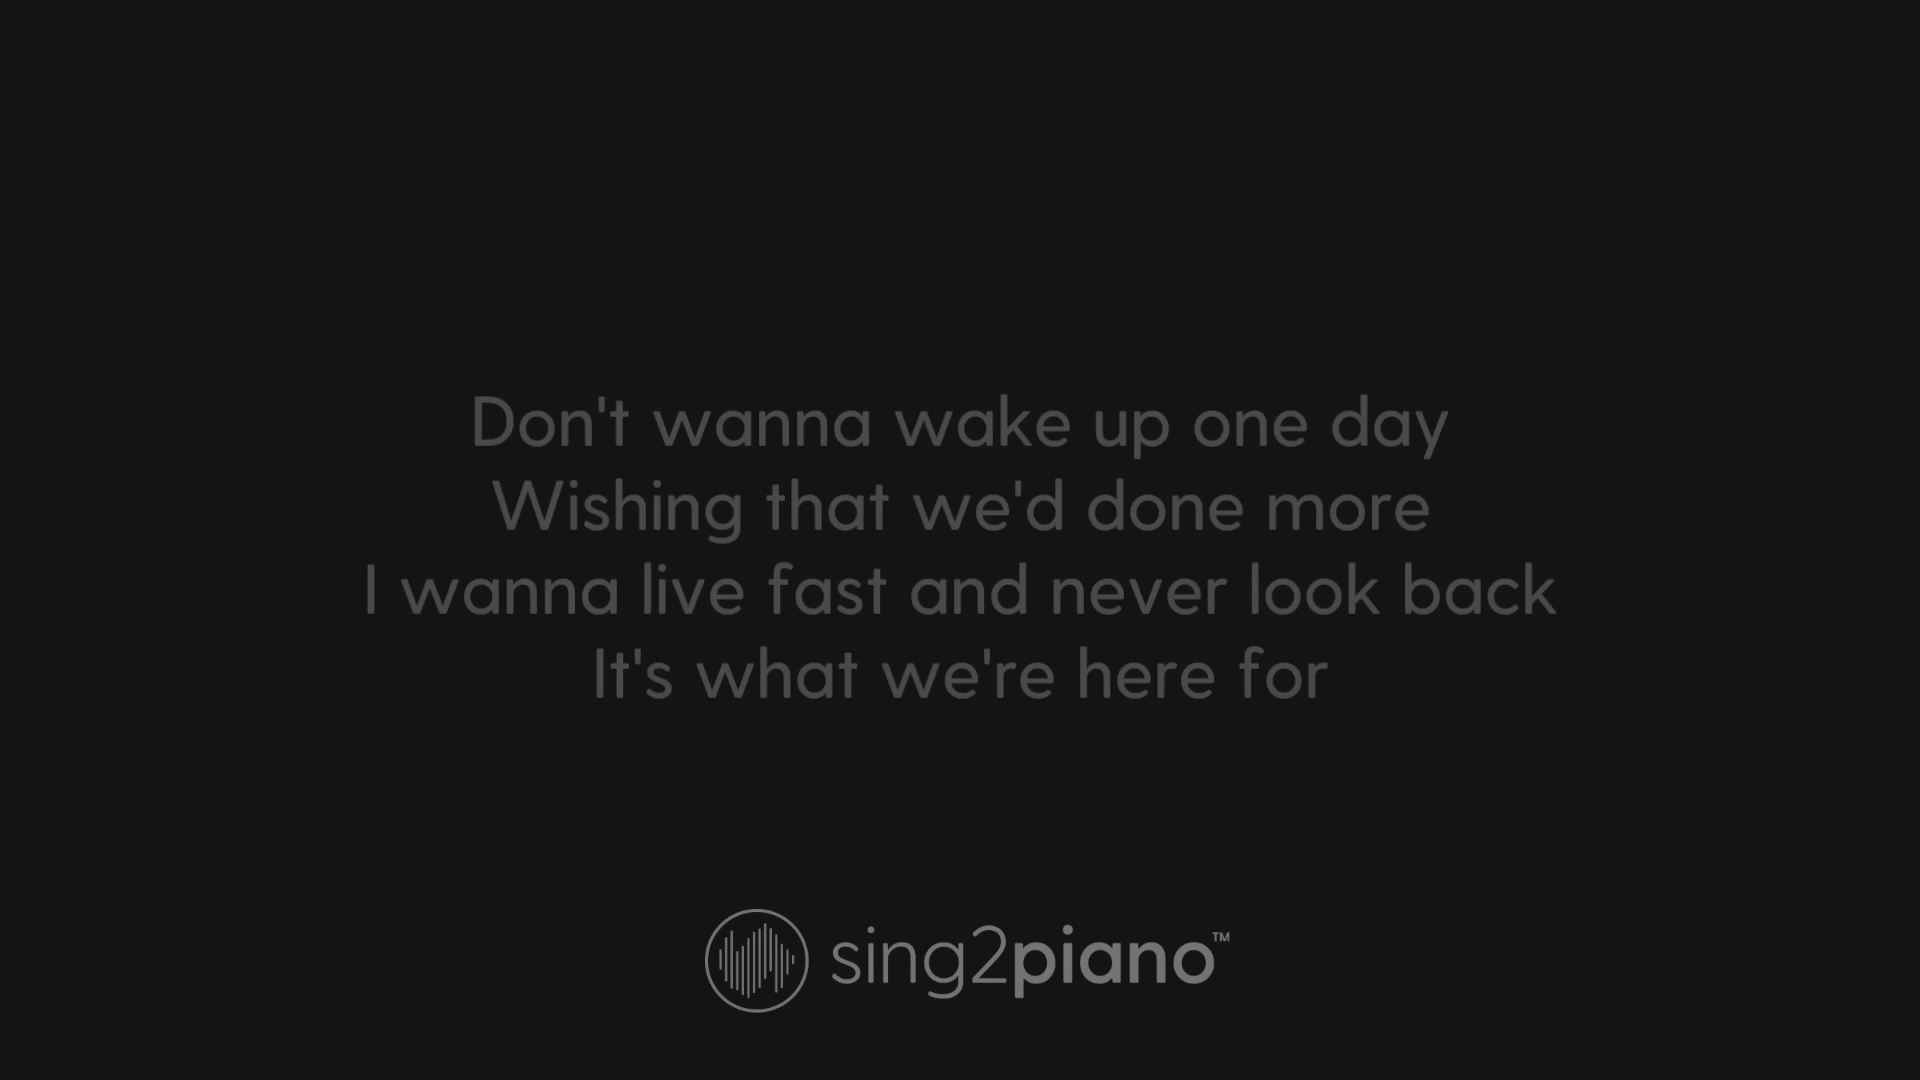 Don't wanna wake up one day
Wishing that we'd done more
I wanna live fast and never look back
It's what we're here for
sing2piano™